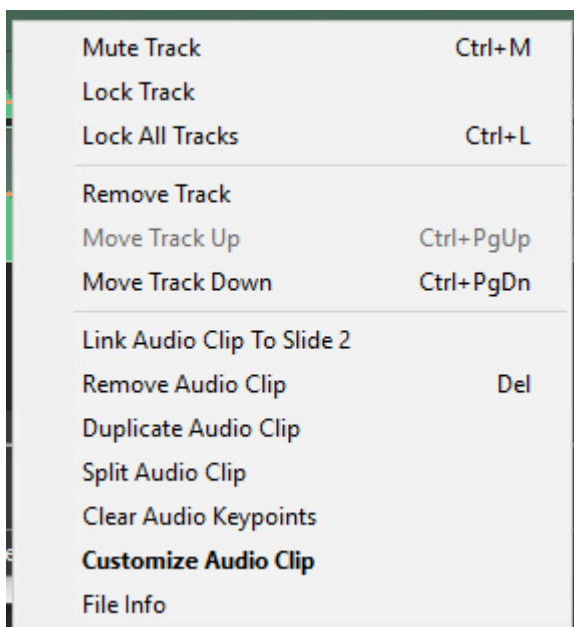 Mute Track Ctrl+M
Lock Track
Lock All Tracks Ctrl+L
Remove Track
Move Track Up Ctrl+PgUp
Move Track Down Ctrl+PgDn
Link Audio Clip To Slide 2
Remove Audio Clip Del
Duplicate Audio Clip
Split Audio Clip
Clear Audio Keypoints
Customize Audio Clip
File Info